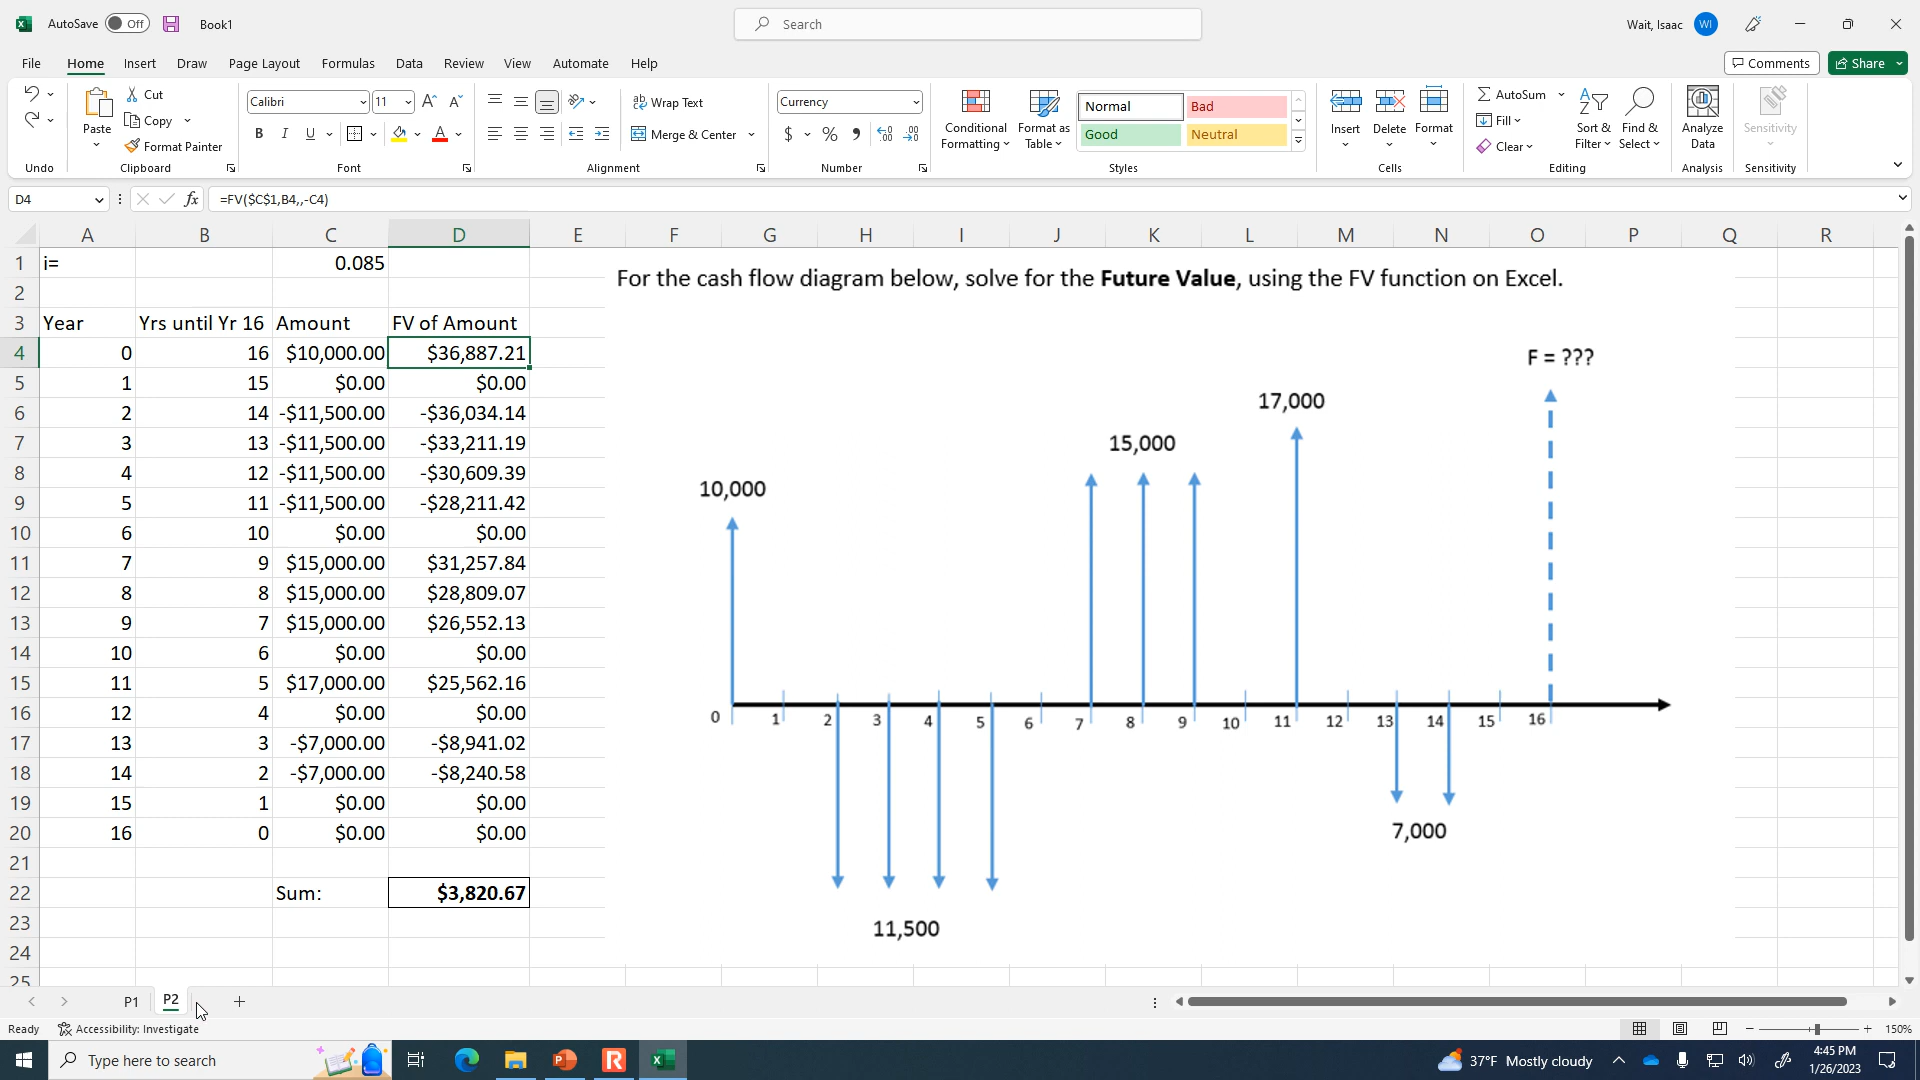 AutoSave Off Book1 Search Wait, Isaac WI
File Home Insert Draw Page Layout Formulas Data Review View Automate Help Comments Share
Paste Cut Copy Format Painter Calibri 11 B I U A Wrap Text Merge & Center Currency $ % Conditional Formatting Format as Table Normal Bad Good Neutral Insert Delete Format AutoSum Fill Clear Sort & Filter Find & Select Analyze Data Sensitivity
Undo Clipboard Font Alignment Number Styles Cells Editing Analysis Sensitivity
D4 fx =FV($C$1,B4,,-C4)
A B C D E F G H I J K L M N O P Q R
1 i= 0.085
2
3 Year Yrs until Yr 16 Amount FV of Amount
4 0 16 $10,000.00 $36,887.21
5 1 15 $0.00 $0.00
6 2 14 -$11,500.00 -$36,034.14
7 3 13 -$11,500.00 -$33,211.19
8 4 12 -$11,500.00 -$30,609.39
9 5 11 -$11,500.00 -$28,211.42
10 6 10 $0.00 $0.00
11 7 9 $15,000.00 $31,257.84
12 8 8 $15,000.00 $28,809.07
13 9 7 $15,000.00 $26,552.13
14 10 6 $0.00 $0.00
15 11 5 $17,000.00 $25,562.16
16 12 4 $0.00 $0.00
17 13 3 -$7,000.00 -$8,941.02
18 14 2 -$7,000.00 -$8,240.58
19 15 1 $0.00 $0.00
20 16 0 $0.00 $0.00
21
22 Sum: $3,820.67
23
24
25
For the cash flow diagram below, solve for the Future Value, using the FV function on Excel.
F = ???
17,000
15,000
10,000
0 1 2 3 4 5 6 7 8 9 10 11 12 13 14 15 16
7,000
11,500
P1 P2
Ready Accessibility: Investigate 150%
Type here to search 37°F Mostly cloudy 4:45 PM
1/26/2023